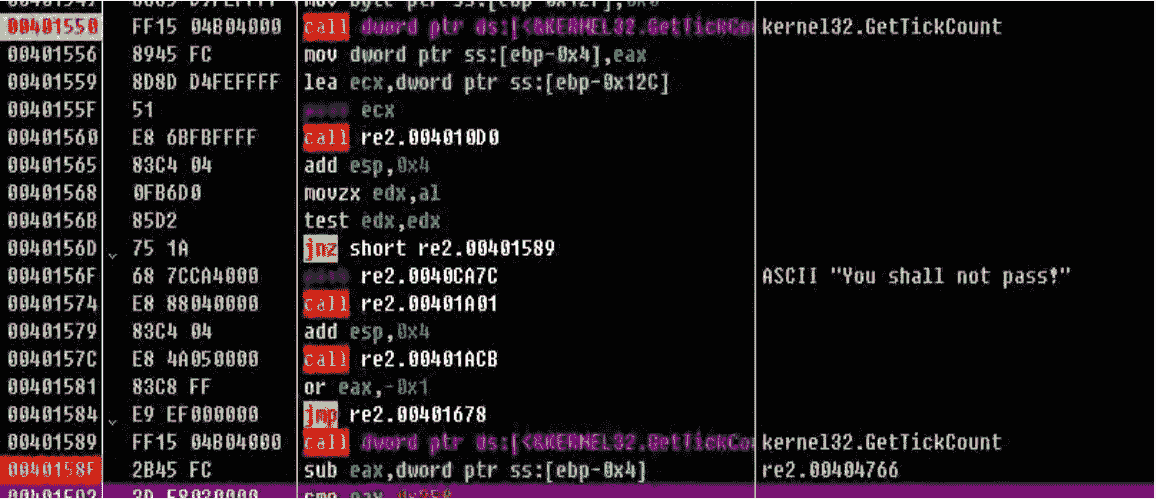 00401550 FF15 04B04000 call dword ptr ds:[<&KERNEL32.GetTickCou kernel32.GetTickCount
00401556 8945 FC mov dword ptr ss:[ebp-0x4],eax
00401559 8D8D D4FEFFFF lea ecx,dword ptr ss:[ebp-0x12C]
0040155F 51 push ecx
00401560 E8 6BFBFFFF call re2.004010D0
00401565 83C4 04 add esp,0x4
00401568 0FB6D0 movzx edx,al
0040156B 85D2 test edx,edx
0040156D 75 1A jnz short re2.00401589
0040156F 68 7CCA4000 push re2.0040CA7C ASCII "You shall not pass!"
00401574 E8 88040000 call re2.00401A01
00401579 83C4 04 add esp,0x4
0040157C E8 4A050000 call re2.00401ACB
00401581 83C8 FF or eax,-0x1
00401584 E9 EF000000 jmp re2.00401678
00401589 FF15 04B04000 call dword ptr ds:[<&KERNEL32.GetTickCou kernel32.GetTickCount
0040158F 2B45 FC sub eax,dword ptr ss:[ebp-0x4] re2.00404766